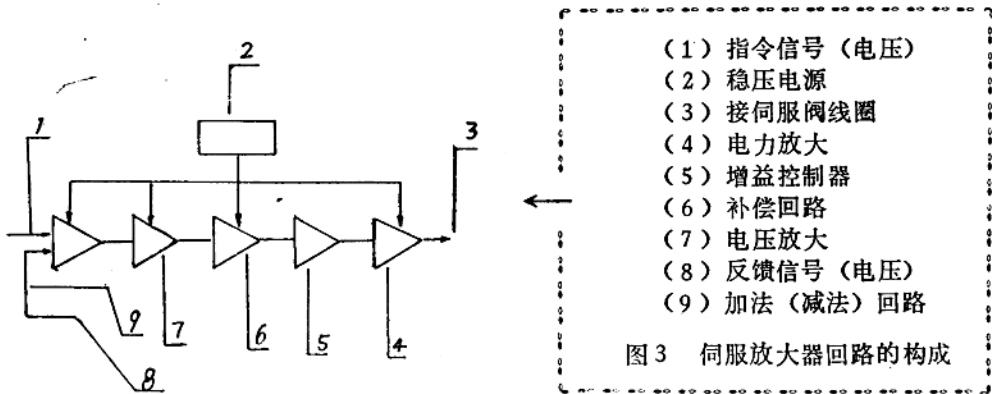 2
1
3
9
7
6
5
4
8
(1)指令信号(电压)
(2)稳压电源
(3)接伺服阀线圈
(4)电力放大
(5)增益控制器
(6)补偿回路
(7)电压放大
(8)反馈信号(电压)
(9)加法(减法)回路
图3 伺服放大器回路的构成